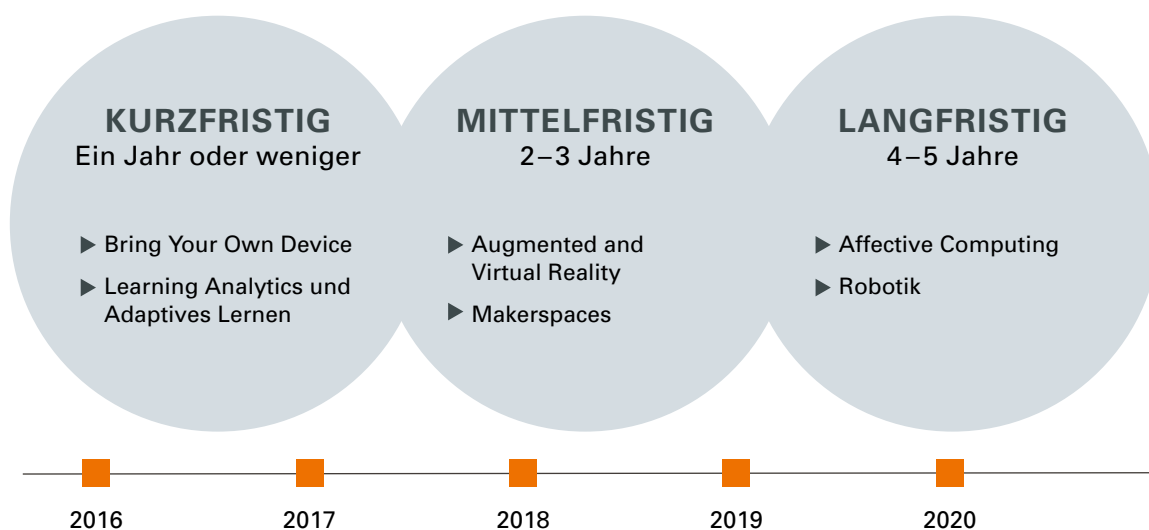 KURZFRISTIG
Ein Jahr oder weniger
▶ Bring Your Own Device
▶ Learning Analytics und
Adaptives Lernen
MITTELFRISTIG
2–3 Jahre
▶ Augmented and
Virtual Reality
▶ Makerspaces
LANGFRISTIG
4–5 Jahre
▶ Affective Computing
▶ Robotik
2016
2017
2018
2019
2020